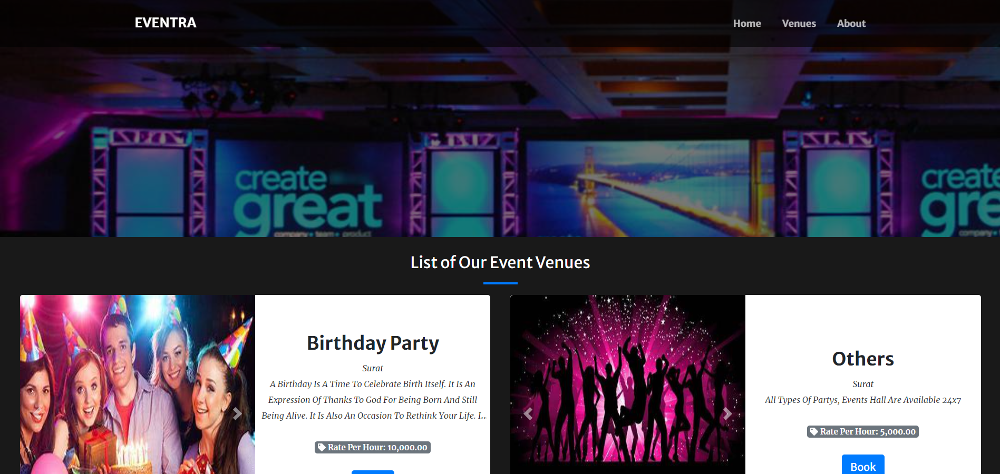 EVENTRA
Home Venues About
create
great
company • team • product
create
gre
company
List of Our Event Venues
Birthday Party
Surat
A Birthday Is A Time To Celebrate Birth Itself. It Is An
Expression Of Thanks To God For Being Born And Still
Being Alive. It Is Also An Occasion To Rethink Your Life. I...
Rate Per Hour: 10,000.00
Others
Surat
All Types Of Partys, Events Hall Are Available 24x7
Rate Per Hour: 5,000.00
Book